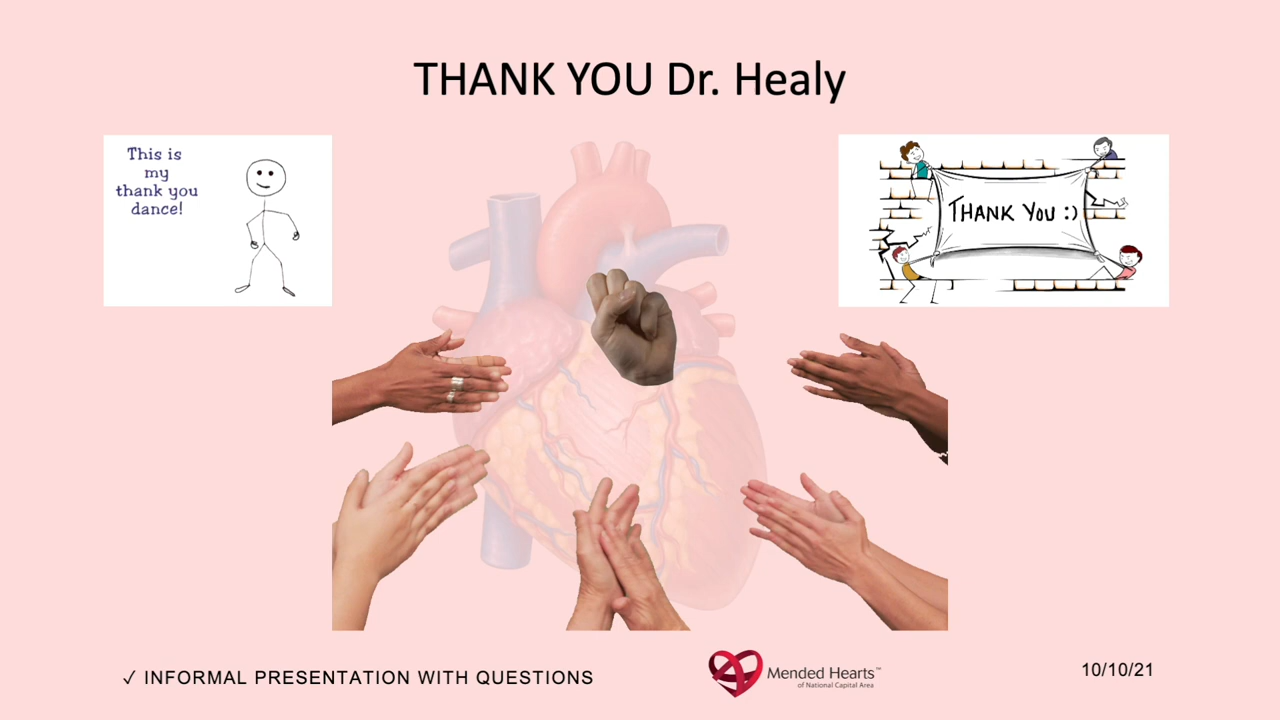 THANK YOU Dr. Healy
This is
my
thank you
dance!
THANK YOU :)
✓ INFORMAL PRESENTATION WITH QUESTIONS
Mended Hearts™
of National Capital Area
10/10/21